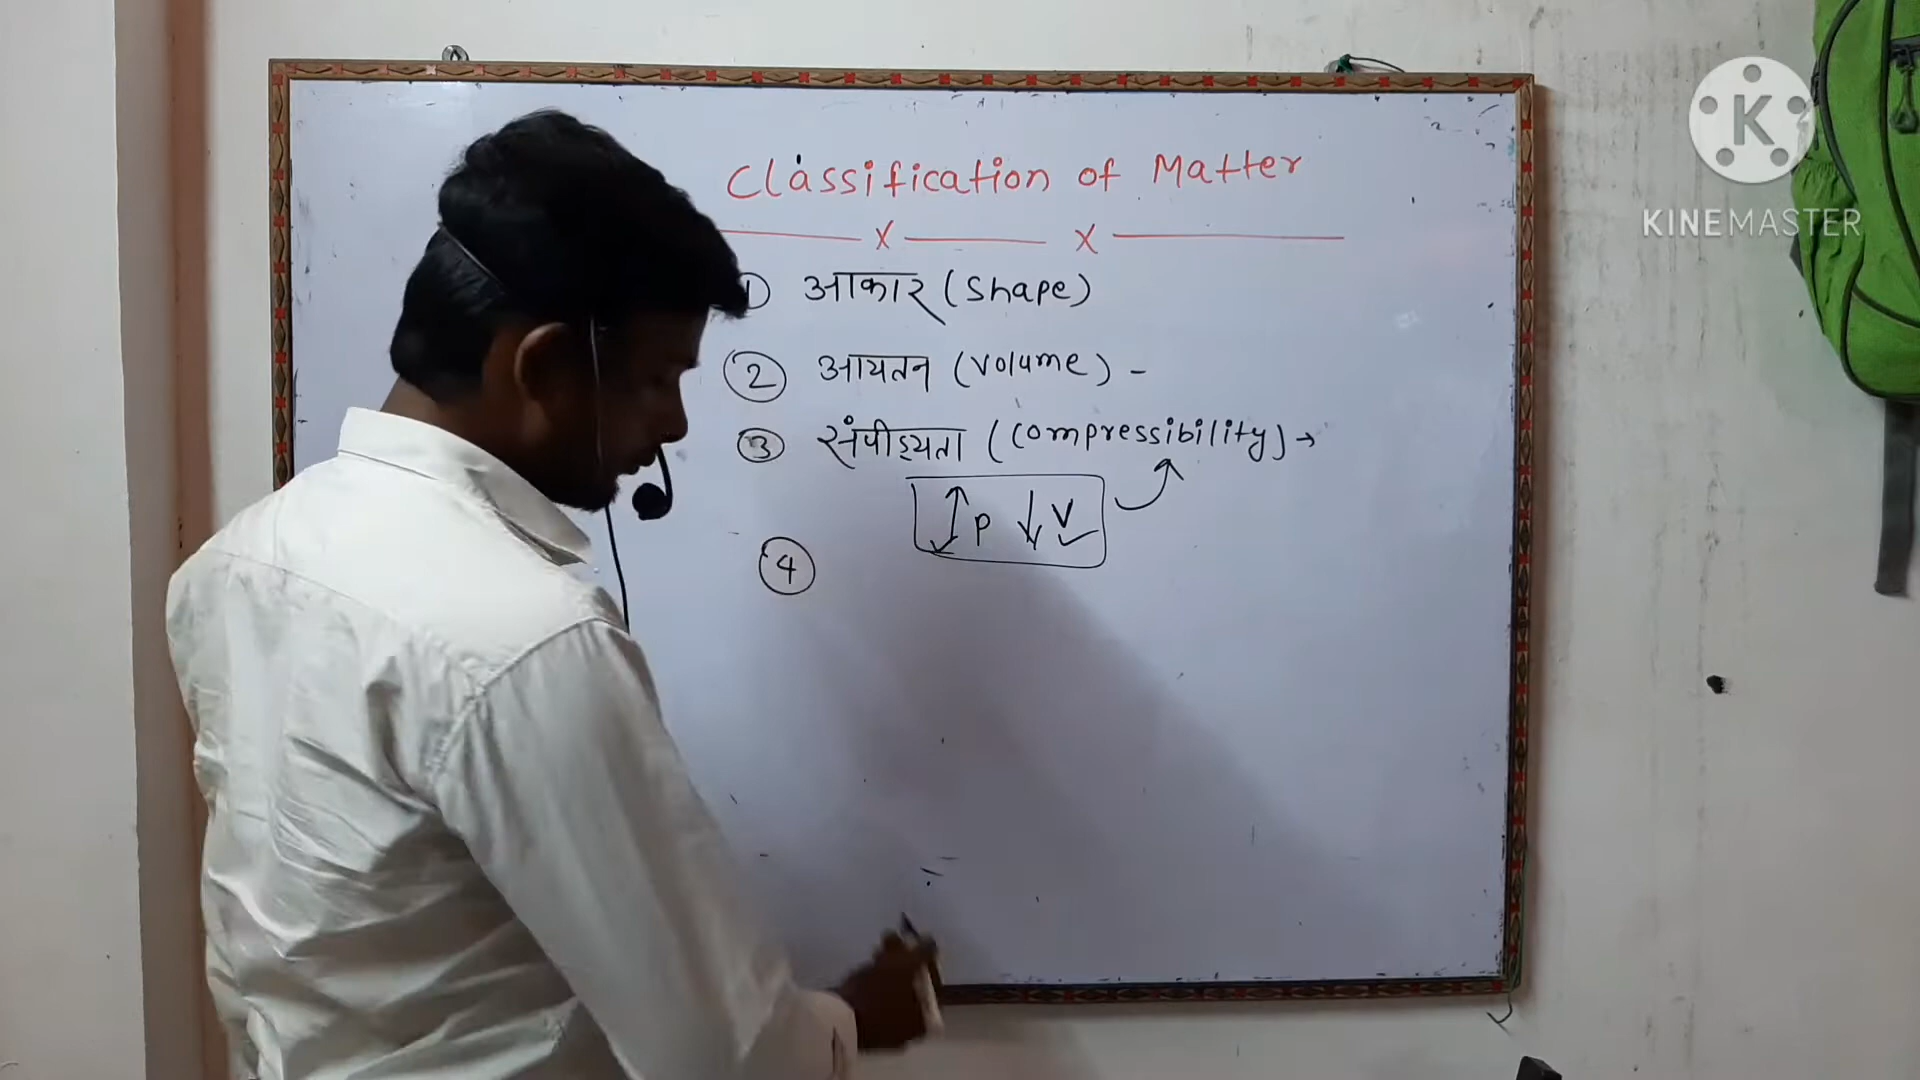 Classification of Matter
x x
1 आकार (Shape)
2 आयतन (Volume) -
3 संपीड्यता (Compressibility) →
↕ P ↓ V
4
K
KINEMASTER